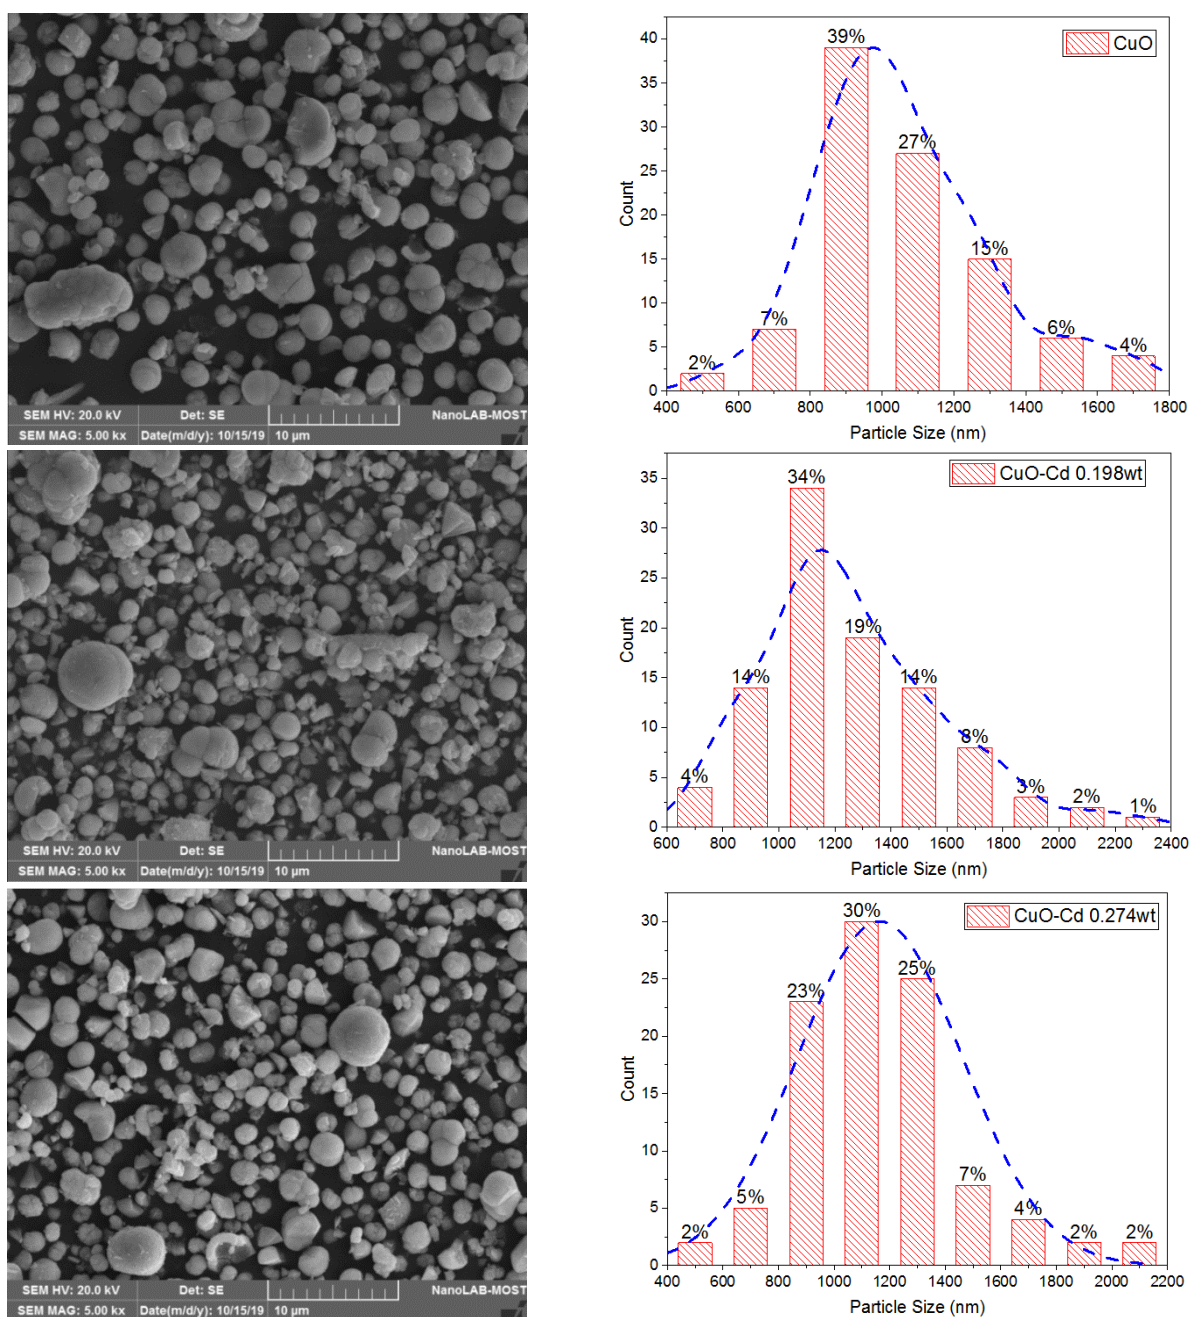 SEM HV: 20.0 kV Det: SE NanoLAB-MOST
SEM MAG: 5.00 kx Date(m/d/y): 10/15/19 10 µm
CuO
39%
27%
15%
7%
6%
4%
2%
40
35
30
25
20
15
10
5
0
Count
400 600 800 1000 1200 1400 1600 1800
Particle Size (nm)
SEM HV: 20.0 kV Det: SE NanoLAB-MOST
SEM MAG: 5.00 kx Date(m/d/y): 10/15/19 10 µm
CuO-Cd 0.198wt
34%
19%
14% 14%
8%
4% 3% 2% 1%
35
30
25
20
15
10
5
0
Count
600 800 1000 1200 1400 1600 1800 2000 2200 2400
Particle Size (nm)
SEM HV: 20.0 kV Det: SE NanoLAB-MOST
SEM MAG: 5.00 kx Date(m/d/y): 10/15/19 10 µm
CuO-Cd 0.274wt
30%
25%
23%
7%
5%
4%
2% 2% 2%
30
25
20
15
10
5
0
Count
400 600 800 1000 1200 1400 1600 1800 2000 2200
Particle Size (nm)